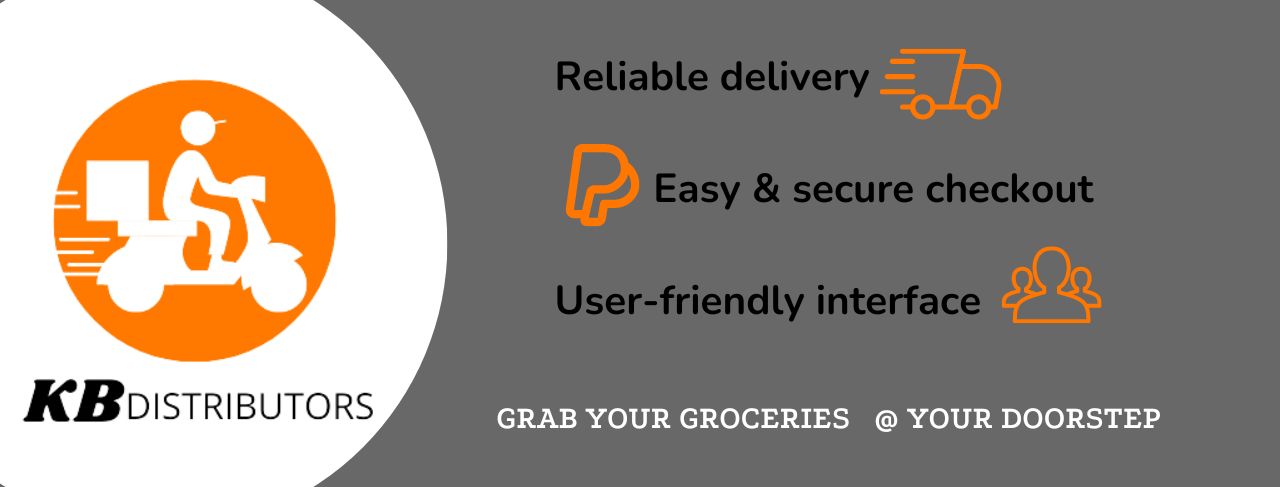 Reliable delivery
Easy & secure checkout
User-friendly interface
KB DISTRIBUTORS
GRAB YOUR GROCERIES @ YOUR DOORSTEP